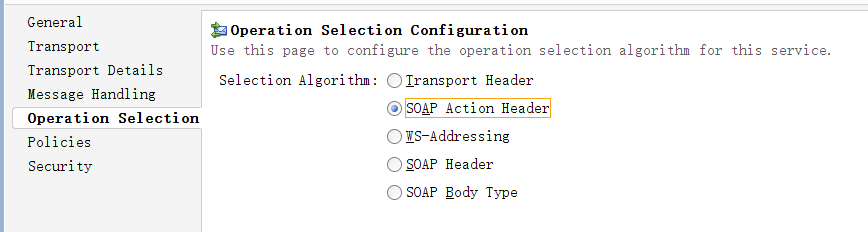 General
Transport
Transport Details
Message Handling
Operation Selection
Policies
Security
Operation Selection Configuration
Use this page to configure the operation selection algorithm for this service.
Selection Algorithm: Transport Header
SOAP Action Header
WS-Addressing
SOAP Header
SOAP Body Type